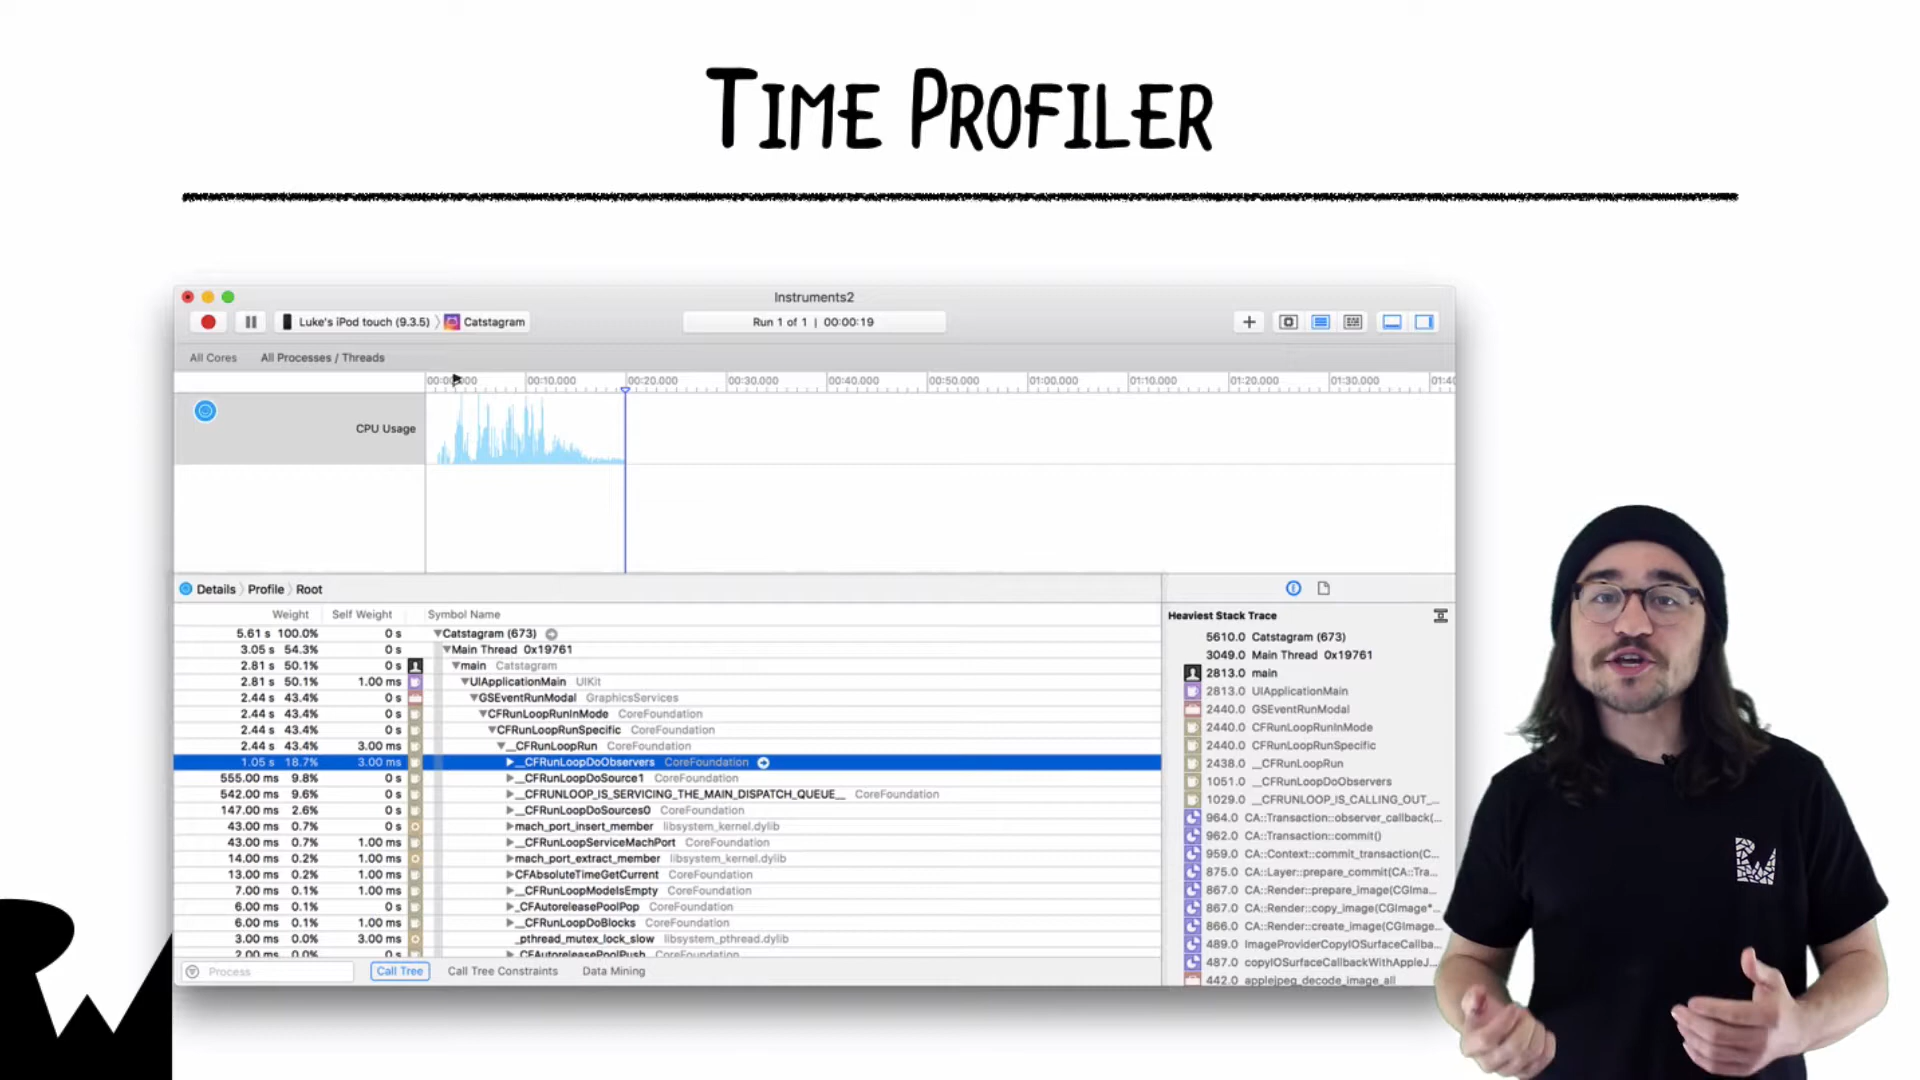 TIME PROFILER
Instruments2
Luke's iPod touch (9.3.5) Catstagram
Run 1 of 1 | 00:00:19
All Cores All Processes / Threads
00:10.000 00:20.000 00:30.000 00:40.000 00:50.000 01:00.000 01:10.000 01:20.000 01:30.000 01:40
CPU Usage
Details Profile Root
Weight Self Weight Symbol Name
5.61 s 100.0% 0 s Catstagram (673)
3.05 s 54.3% 0 s Main Thread 0x19761
2.81 s 50.1% 0 s main Catstagram
2.81 s 50.1% 1.00 ms UIApplicationMain UIKit
2.44 s 43.4% 0 s GSEventRunModal GraphicsServices
2.44 s 43.4% 0 s CFRunLoopRunInMode CoreFoundation
2.44 s 43.4% 0 s CFRunLoopRunSpecific CoreFoundation
2.44 s 43.4% 3.00 ms __CFRunLoopRun CoreFoundation
1.05 s 18.7% 3.00 ms __CFRunLoopDoObservers CoreFoundation
555.00 ms 9.8% 0 s __CFRunLoopDoSource1 CoreFoundation
542.00 ms 9.6% 0 s __CFRUNLOOP_IS_SERVICING_THE_MAIN_DISPATCH_QUEUE__ CoreFoundation
147.00 ms 2.6% 0 s __CFRunLoopDoSources0 CoreFoundation
43.00 ms 0.7% 0 s mach_port_insert_member libsystem_kernel.dylib
43.00 ms 0.7% 1.00 ms __CFRunLoopServiceMachPort CoreFoundation
14.00 ms 0.2% 1.00 ms mach_port_extract_member libsystem_kernel.dylib
13.00 ms 0.2% 1.00 ms CFAbsoluteTimeGetCurrent CoreFoundation
7.00 ms 0.1% 1.00 ms __CFRunLoopModeIsEmpty CoreFoundation
6.00 ms 0.1% 0 s _CFAutoreleasePoolPop CoreFoundation
6.00 ms 0.1% 1.00 ms __CFRunLoopDoBlocks CoreFoundation
3.00 ms 0.0% 3.00 ms _pthread_mutex_lock_slow libsystem_pthread.dylib
2.00 ms 0.0% 0 s _CFAutoreleasePoolPush CoreFoundation
Process Call Tree Call Tree Constraints Data Mining
Heaviest Stack Trace
5610.0 Catstagram (673)
3049.0 Main Thread 0x19761
2813.0 main
2813.0 UIApplicationMain
2440.0 GSEventRunModal
2440.0 CFRunLoopRunInMode
2440.0 CFRunLoopRunSpecific
2438.0 __CFRunLoopRun
1051.0 __CFRunLoopDoObservers
1029.0 __CFRUNLOOP_IS_CALLING_OUT_...
964.0 CA::Transaction::observer_callback(...
962.0 CA::Transaction::commit()
959.0 CA::Context::commit_transaction(C...
875.0 CA::Layer::prepare_commit(CA::Tra...
867.0 CA::Render::prepare_image(CGIma...
867.0 CA::Render::copy_image(CGImage*...
866.0 CA::Render::create_image(CGImag...
489.0 ImageProviderCopyIOSurfaceCallba...
487.0 copyIOSurfaceCallbackWithAppleJ...
442.0 applejpeg_decode_image_all